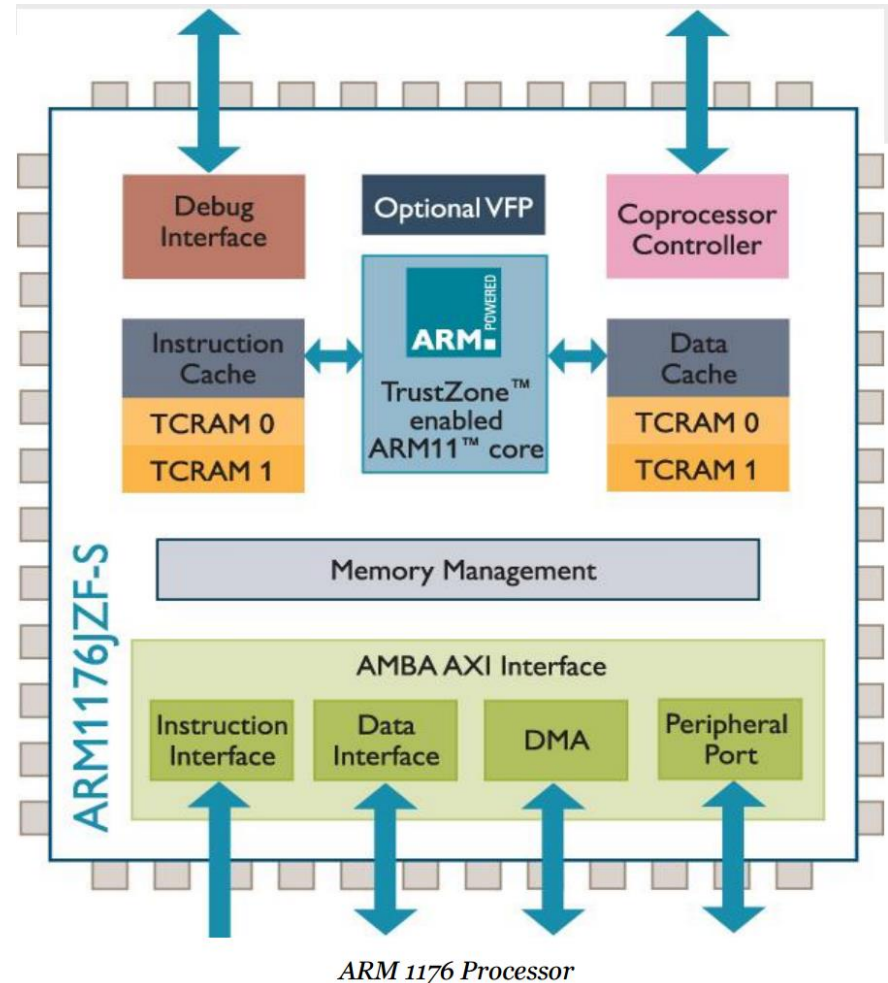 Debug
Interface
Optional VFP
Coprocessor
Controller
ARM POWERED
Instruction
Cache
TCRAM 0
TCRAM 1
TrustZone™
enabled
ARM11™ core
Data
Cache
TCRAM 0
TCRAM 1
Memory Management
ARM1176JZF-S
AMBA AXI Interface
Instruction
Interface
Data
Interface
DMA
Peripheral
Port
ARM 1176 Processor